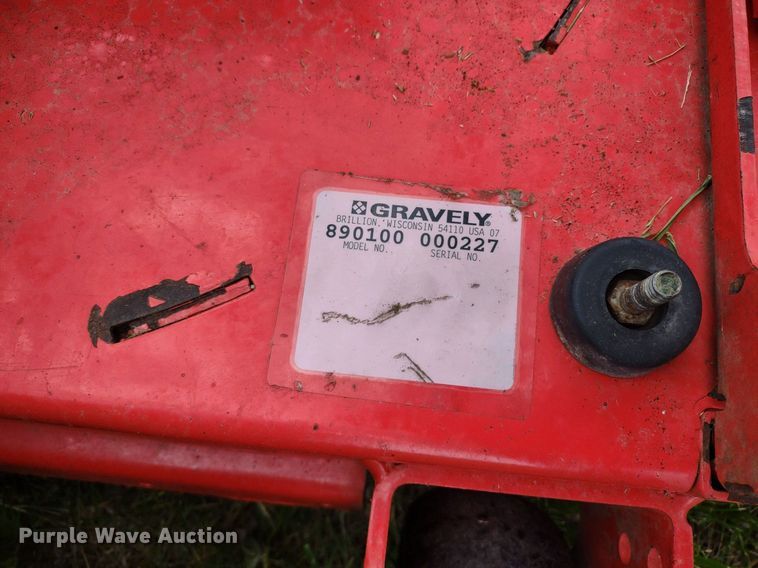 GRAVELY®
BRILLION, WISCONSIN 54110 USA 07
890100 000227
MODEL NO. SERIAL NO.
Purple Wave Auction